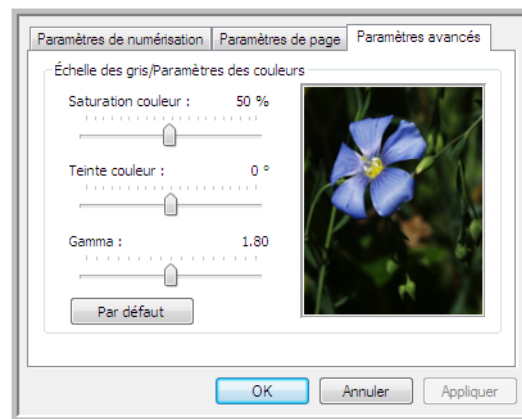 Paramètres de numérisation Paramètres de page Paramètres avancés
Échelle des gris/Paramètres des couleurs
Saturation couleur : 50 %
Teinte couleur : 0 °
Gamma : 1.80
Par défaut
OK Annuler Appliquer